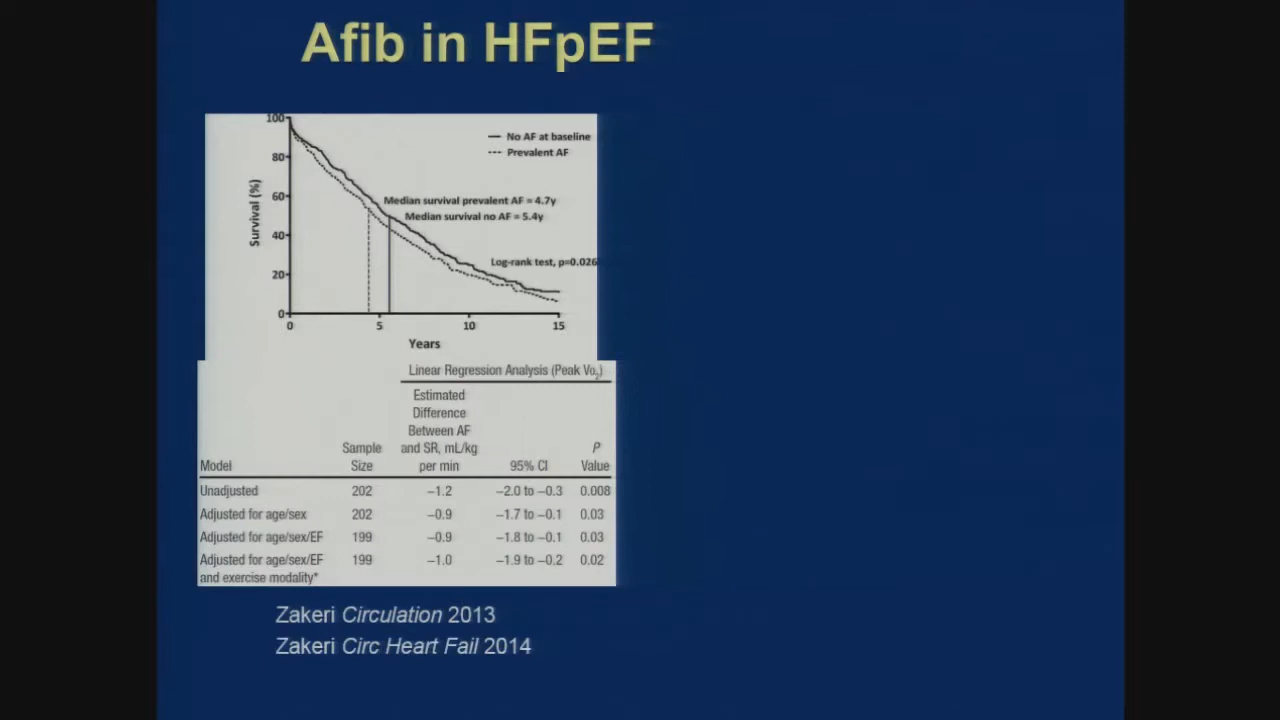 Afib in HFpEF
100
80
60
40
20
0
Survival (%)
No AF at baseline
Prevalent AF
Median survival prevalent AF = 4.7y
Median survival no AF = 5.4y
Log-rank test, p=0.026
0 5 10 15
Years
Linear Regression Analysis (Peak Vo2)
Estimated
Difference
Between AF
Sample and SR, mL/kg P
Model Size per min 95% CI Value
Unadjusted 202 −1.2 −2.0 to −0.3 0.008
Adjusted for age/sex 202 −0.9 −1.7 to −0.1 0.03
Adjusted for age/sex/EF 199 −0.9 −1.8 to −0.1 0.03
Adjusted for age/sex/EF 199 −1.0 −1.9 to −0.2 0.02
and exercise modality*
Zakeri Circulation 2013
Zakeri Circ Heart Fail 2014